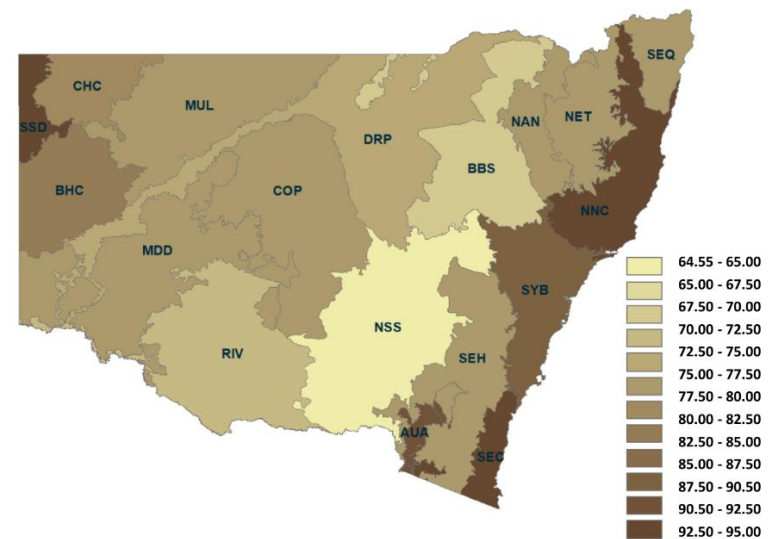 SEQ
CHC
MUL
SSD
NAN
NET
DRP
BBS
BHC
COP
NNC
MDD
SYB
NSS
RIV
SEH
AUA
SEC
64.55 - 65.00
65.00 - 67.50
67.50 - 70.00
70.00 - 72.50
72.50 - 75.00
75.00 - 77.50
77.50 - 80.00
80.00 - 82.50
82.50 - 85.00
85.00 - 87.50
87.50 - 90.50
90.50 - 92.50
92.50 - 95.00